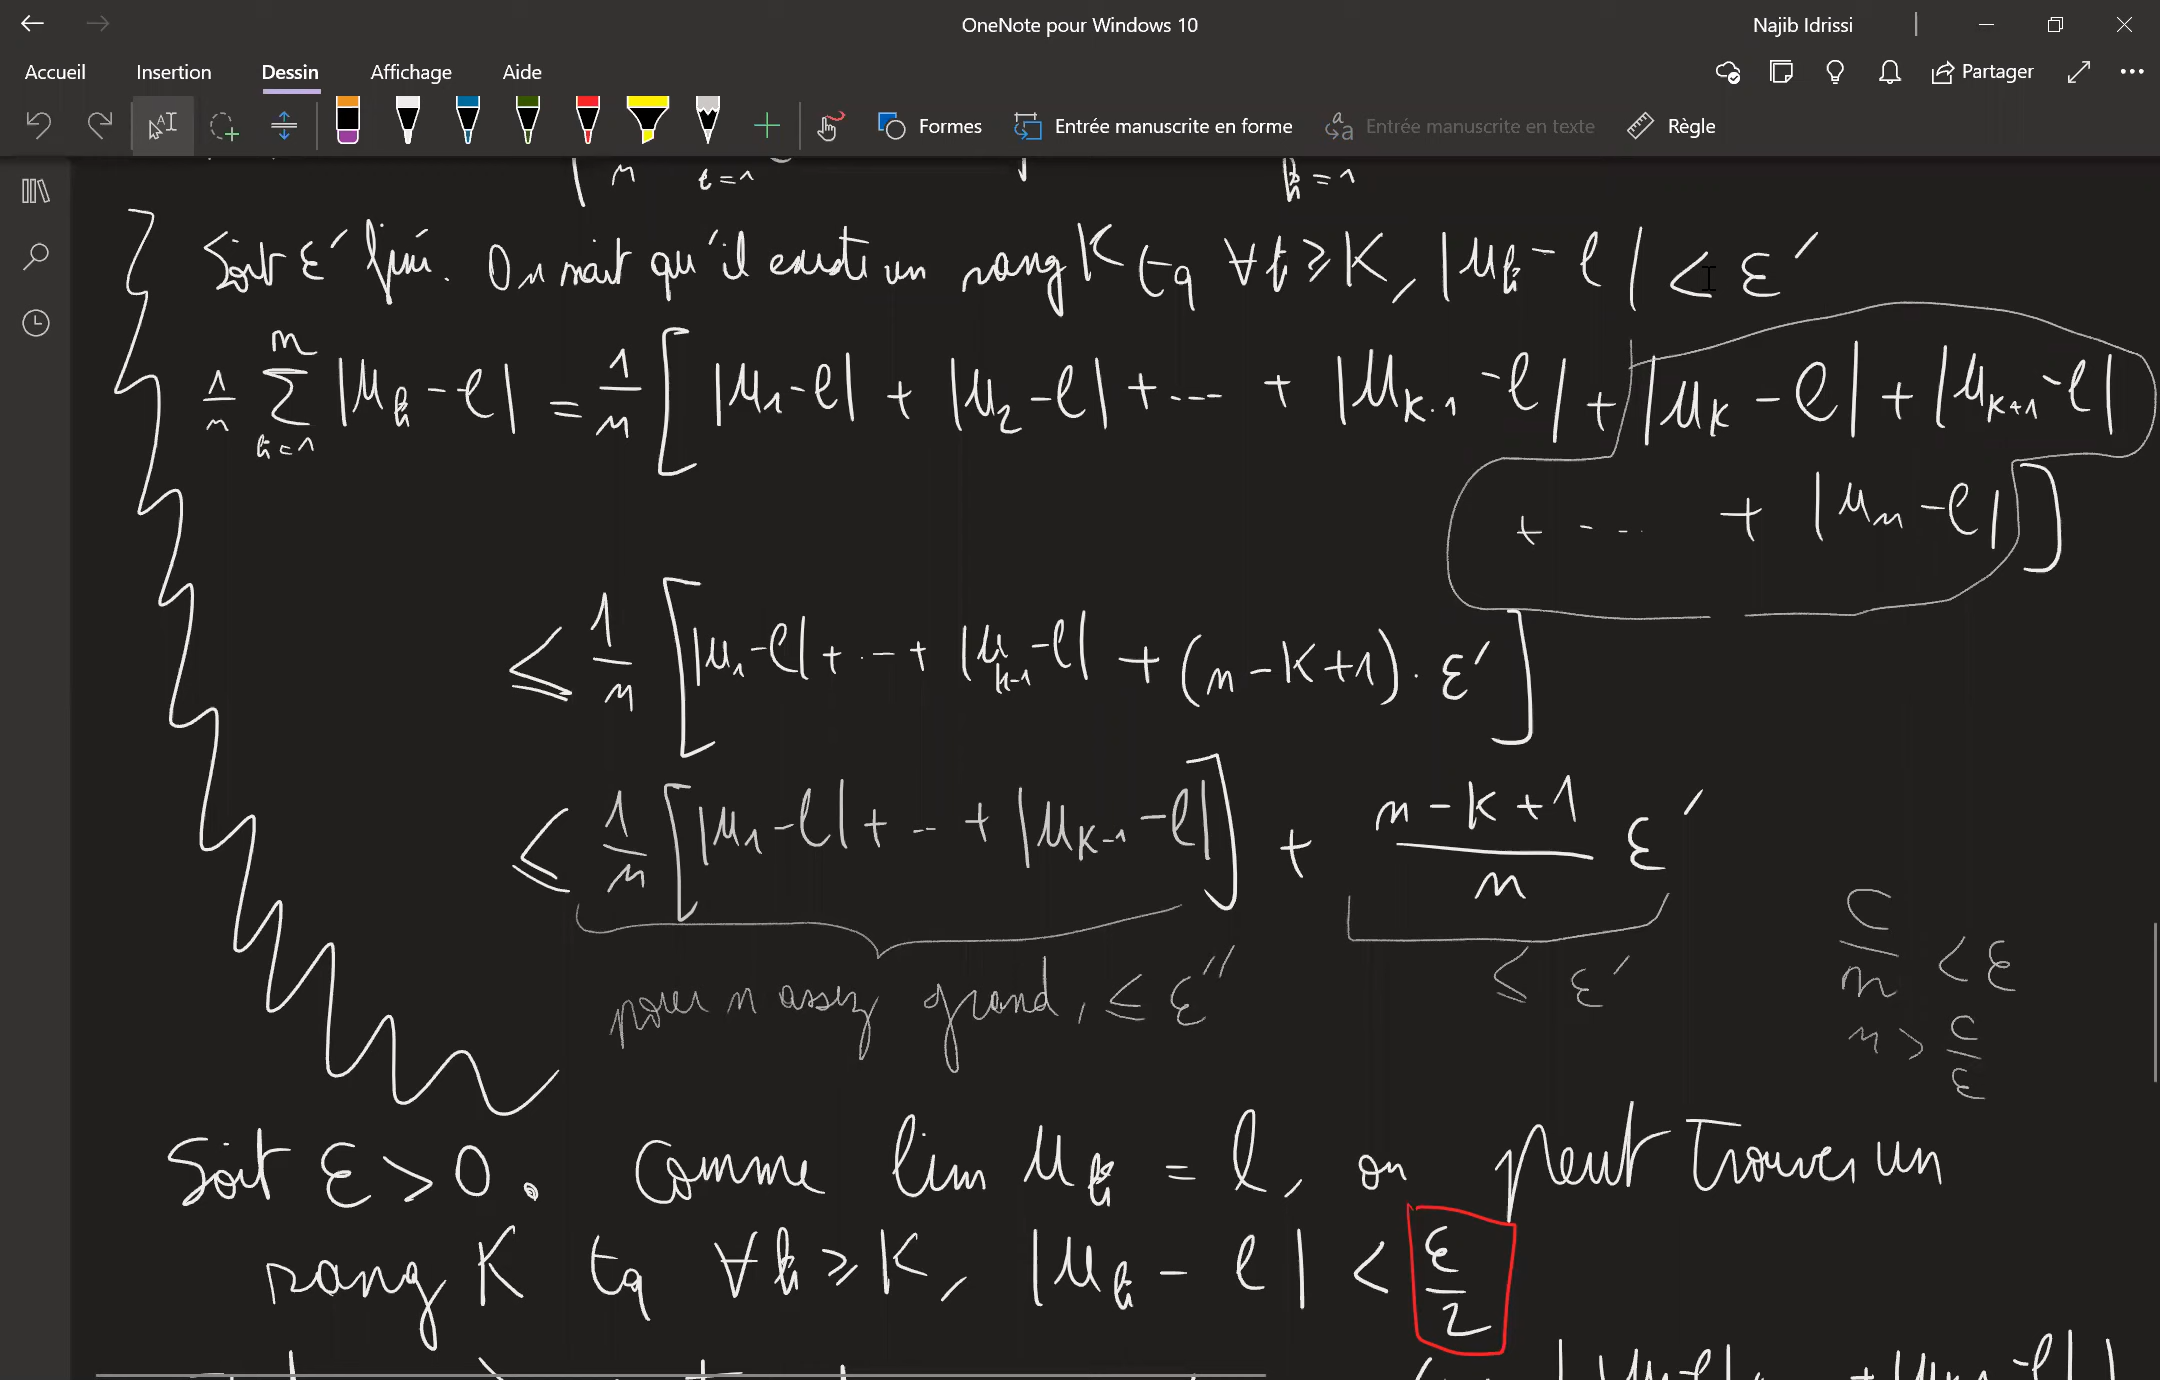 OneNote pour Windows 10
Najib Idrissi
Accueil Insertion Dessin Affichage Aide
Partager
Formes Entrée manuscrite en forme Entrée manuscrite en texte Règle
k=1
Soit ε' fixé. On sait qu'il existe un rang K tq ∀k ≥ K, |u_k - l| < ε'
1/n ∑_{k=1}^{n} |u_k - l| = 1/n [ |u_1 - l| + |u_2 - l| + ... + |u_{K-1} - l| + |u_K - l| + |u_{K+1} - l|
+ ... + |u_n - l| ]
≤ 1/n [ |u_1 - l| + ... + |u_{K-1} - l| + (n - K + 1) . ε' ]
≤ 1/n [ |u_1 - l| + ... + |u_{K-1} - l| ] + (n - K + 1)/n ε'
pour n assez grand, ≤ ε''
≤ ε'
C/n < ε
n > C/ε
Soit ε > 0. Comme lim u_k = l, on peut trouver un
rang K tq ∀k ≥ K, |u_k - l| < ε/2